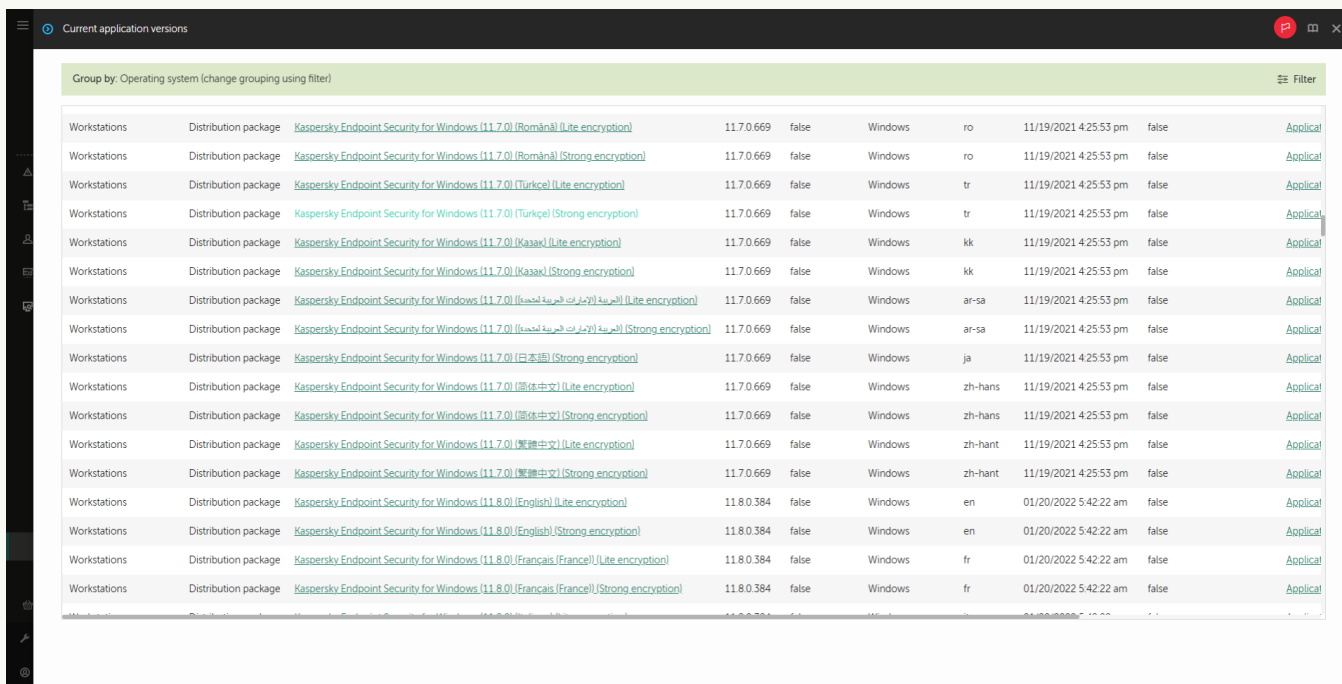 Current application versions
Group by: Operating system (change grouping using filter) Filter
Workstations Distribution package Kaspersky Endpoint Security for Windows (11.7.0) (Română) (Lite encryption) 11.7.0.669 false Windows ro 11/19/2021 4:25:53 pm false Applicat
Workstations Distribution package Kaspersky Endpoint Security for Windows (11.7.0) (Română) (Strong encryption) 11.7.0.669 false Windows ro 11/19/2021 4:25:53 pm false Applicat
Workstations Distribution package Kaspersky Endpoint Security for Windows (11.7.0) (Türkçe) (Lite encryption) 11.7.0.669 false Windows tr 11/19/2021 4:25:53 pm false Applicat
Workstations Distribution package Kaspersky Endpoint Security for Windows (11.7.0) (Türkçe) (Strong encryption) 11.7.0.669 false Windows tr 11/19/2021 4:25:53 pm false Applicat
Workstations Distribution package Kaspersky Endpoint Security for Windows (11.7.0) (Қазақ) (Lite encryption) 11.7.0.669 false Windows kk 11/19/2021 4:25:53 pm false Applicat
Workstations Distribution package Kaspersky Endpoint Security for Windows (11.7.0) (Қазақ) (Strong encryption) 11.7.0.669 false Windows kk 11/19/2021 4:25:53 pm false Applicat
Workstations Distribution package Kaspersky Endpoint Security for Windows (11.7.0) (العربية (الإمارات العربية لمتحدة)) (Lite encryption) 11.7.0.669 false Windows ar-sa 11/19/2021 4:25:53 pm false Applicat
Workstations Distribution package Kaspersky Endpoint Security for Windows (11.7.0) (العربية (الإمارات العربية لمتحدة)) (Strong encryption) 11.7.0.669 false Windows ar-sa 11/19/2021 4:25:53 pm false Applicat
Workstations Distribution package Kaspersky Endpoint Security for Windows (11.7.0) (日本語) (Strong encryption) 11.7.0.669 false Windows ja 11/19/2021 4:25:53 pm false Applicat
Workstations Distribution package Kaspersky Endpoint Security for Windows (11.7.0) (简体中文) (Lite encryption) 11.7.0.669 false Windows zh-hans 11/19/2021 4:25:53 pm false Applicat
Workstations Distribution package Kaspersky Endpoint Security for Windows (11.7.0) (简体中文) (Strong encryption) 11.7.0.669 false Windows zh-hans 11/19/2021 4:25:53 pm false Applicat
Workstations Distribution package Kaspersky Endpoint Security for Windows (11.7.0) (繁體中文) (Lite encryption) 11.7.0.669 false Windows zh-hant 11/19/2021 4:25:53 pm false Applicat
Workstations Distribution package Kaspersky Endpoint Security for Windows (11.7.0) (繁體中文) (Strong encryption) 11.7.0.669 false Windows zh-hant 11/19/2021 4:25:53 pm false Applicat
Workstations Distribution package Kaspersky Endpoint Security for Windows (11.8.0) (English) (Lite encryption) 11.8.0.384 false Windows en 01/20/2022 5:42:22 am false Applicat
Workstations Distribution package Kaspersky Endpoint Security for Windows (11.8.0) (English) (Strong encryption) 11.8.0.384 false Windows en 01/20/2022 5:42:22 am false Applicat
Workstations Distribution package Kaspersky Endpoint Security for Windows (11.8.0) (Français (France)) (Lite encryption) 11.8.0.384 false Windows fr 01/20/2022 5:42:22 am false Applicat
Workstations Distribution package Kaspersky Endpoint Security for Windows (11.8.0) (Français (France)) (Strong encryption) 11.8.0.384 false Windows fr 01/20/2022 5:42:22 am false Applicat